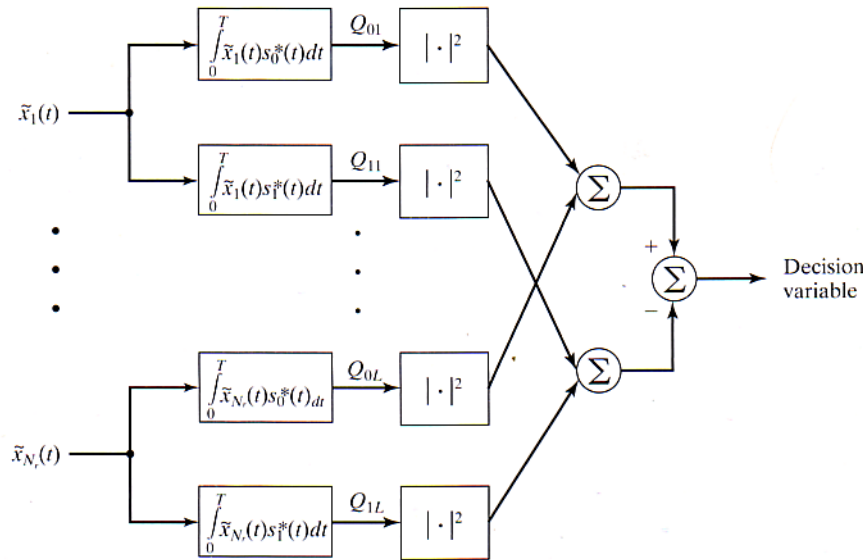 Q₀₁
∫₀ᵀ x̃₁(t)s₀*(t)dt
| · |²
x̃₁(t)
Q₁₁
∫₀ᵀ x̃₁(t)s₁*(t)dt
| · |²
Σ
+
Σ
Decision
variable
−
Q₀L
∫₀ᵀ x̃Nᵣ(t)s₀*(t)dt
| · |²
Σ
x̃Nᵣ(t)
Q₁L
∫₀ᵀ x̃Nᵣ(t)s₁*(t)dt
| · |²